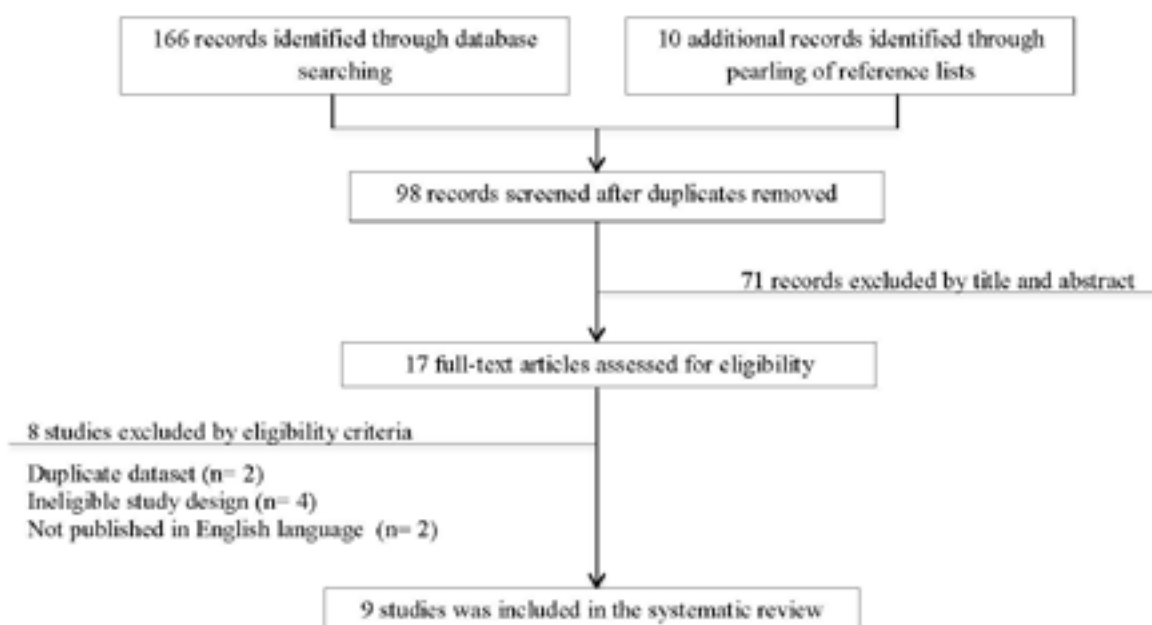 166 records identified through database
searching
10 additional records identified through
pearling of reference lists
98 records screened after duplicates removed
71 records excluded by title and abstract
17 full-text articles assessed for eligibility
8 studies excluded by eligibility criteria
Duplicate dataset (n= 2)
Ineligible study design (n= 4)
Not published in English language (n= 2)
9 studies was included in the systematic review